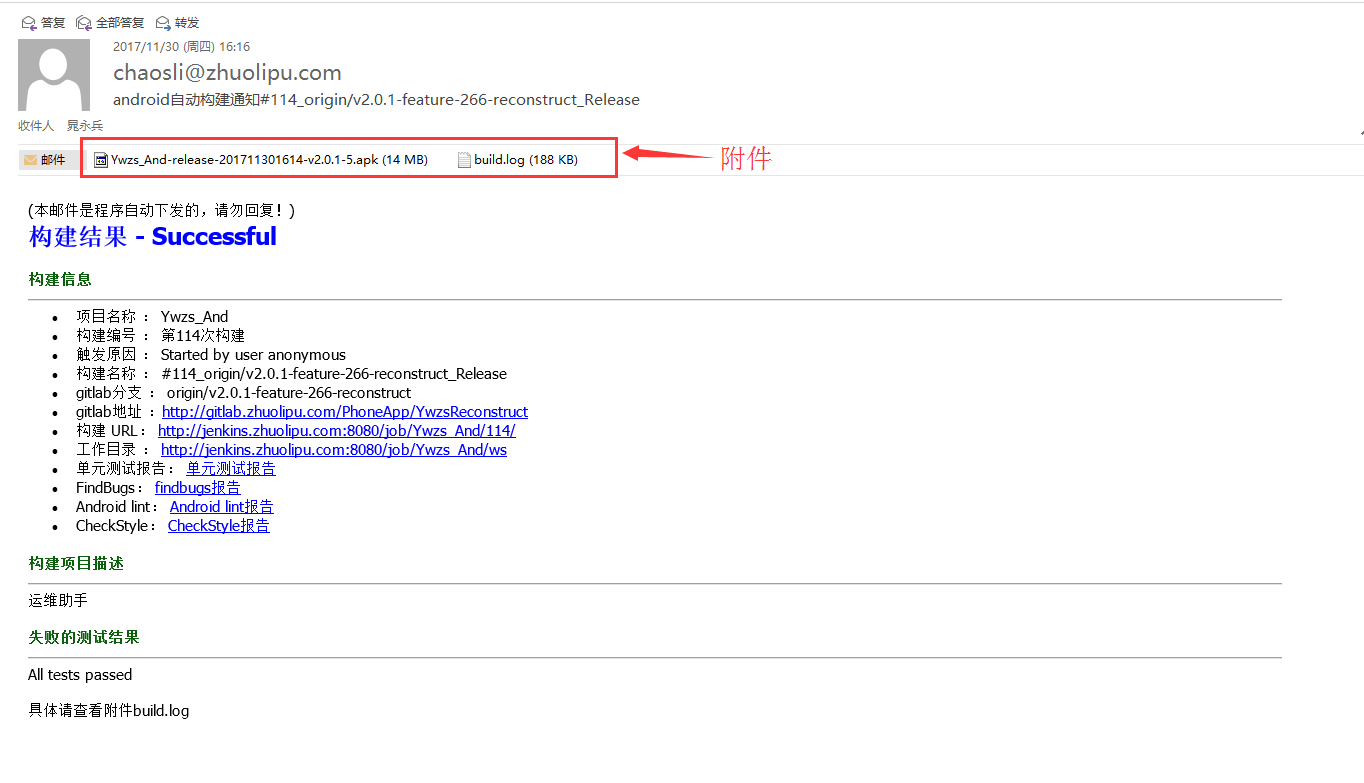 答复 全部答复 转发
2017/11/30 (周四) 16:16
chaosli@zhuolipu.com
android自动构建通知#114_origin/v2.0.1-feature-266-reconstruct_Release
收件人 晁永兵
邮件 Ywzs_And-release-201711301614-v2.0.1-5.apk (14 MB) build.log (188 KB) 附件
(本邮件是程序自动下发的，请勿回复！)
构建结果 - Successful
构建信息
• 项目名称 ： Ywzs_And
• 构建编号 ： 第114次构建
• 触发原因 ： Started by user anonymous
• 构建名称 ： #114_origin/v2.0.1-feature-266-reconstruct_Release
• gitlab分支 ： origin/v2.0.1-feature-266-reconstruct
• gitlab地址 ：http://gitlab.zhuolipu.com/PhoneApp/YwzsReconstruct
• 构建 URL： http://jenkins.zhuolipu.com:8080/job/Ywzs_And/114/
• 工作目录 ： http://jenkins.zhuolipu.com:8080/job/Ywzs_And/ws
• 单元测试报告： 单元测试报告
• FindBugs： findbugs报告
• Android lint： Android lint报告
• CheckStyle： CheckStyle报告
构建项目描述
运维助手
失败的测试结果
All tests passed
具体请查看附件build.log